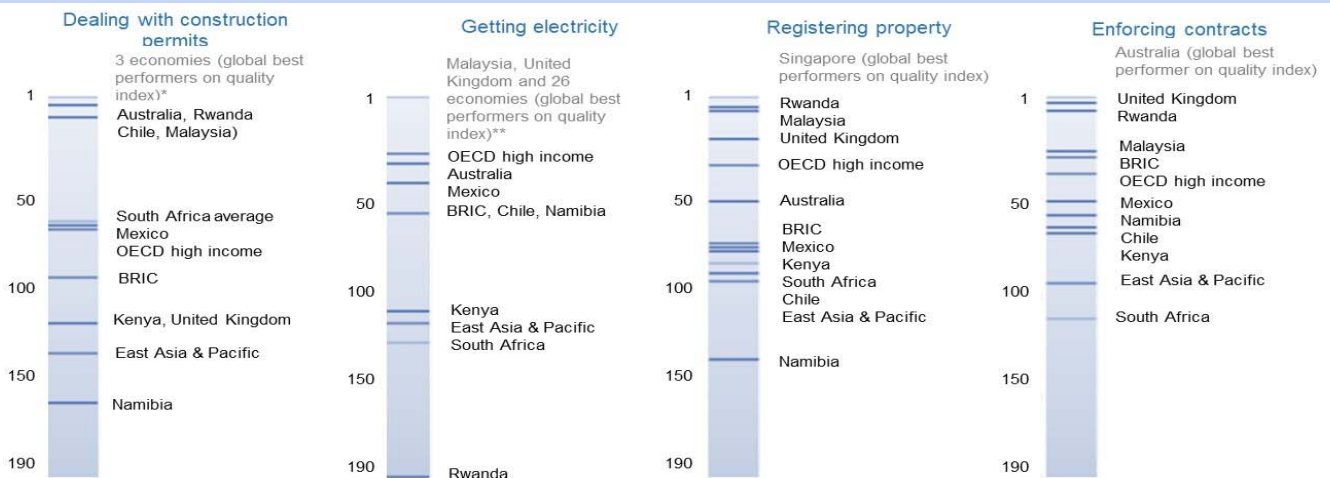 Dealing with construction
permits
3 economies (global best
performers on quality
index)*
1
Australia, Rwanda
Chile, Malaysia)
50
South Africa average
Mexico
OECD high income
BRIC
100
Kenya, United Kingdom
East Asia & Pacific
150
Namibia
190
Getting electricity
Malaysia, United
Kingdom and 26
economies (global best
performers on quality
index)**
1
OECD high income
Australia
Mexico
50
BRIC, Chile, Namibia
100
Kenya
East Asia & Pacific
South Africa
150
190
Rwanda
Registering property
Singapore (global best
performers on quality index)
1
Rwanda
Malaysia
United Kingdom
OECD high income
50
Australia
BRIC
Mexico
Kenya
100
South Africa
Chile
East Asia & Pacific
Namibia
150
190
Enforcing contracts
Australia (global best
performer on quality index)
1
United Kingdom
Rwanda
Malaysia
BRIC
OECD high income
50
Mexico
Namibia
Chile
Kenya
East Asia & Pacific
100
South Africa
150
190